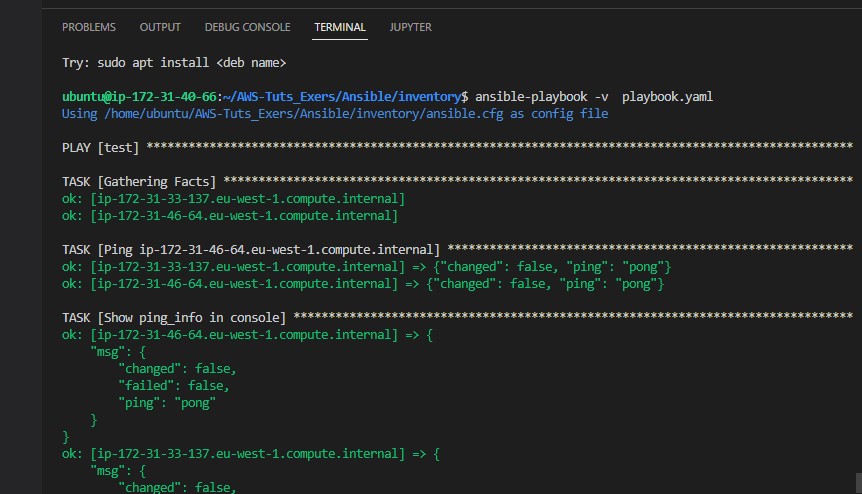 PROBLEMS OUTPUT DEBUG CONSOLE TERMINAL JUPYTER
Try: sudo apt install <deb name>
ubuntu@ip-172-31-40-66:~/AWS-Tuts_Exers/Ansible/inventory$ ansible-playbook -v  playbook.yaml
Using /home/ubuntu/AWS-Tuts_Exers/Ansible/inventory/ansible.cfg as config file
PLAY [test] *****************************************************************************************************
TASK [Gathering Facts] ******************************************************************************************
ok: [ip-172-31-33-137.eu-west-1.compute.internal]
ok: [ip-172-31-46-64.eu-west-1.compute.internal]
TASK [Ping ip-172-31-46-64.eu-west-1.compute.internal] **********************************************************
ok: [ip-172-31-33-137.eu-west-1.compute.internal] => {"changed": false, "ping": "pong"}
ok: [ip-172-31-46-64.eu-west-1.compute.internal] => {"changed": false, "ping": "pong"}
TASK [Show ping_info in console] ********************************************************************************
ok: [ip-172-31-46-64.eu-west-1.compute.internal] => {
    "msg": {
        "changed": false,
        "failed": false,
        "ping": "pong"
    }
}
ok: [ip-172-31-33-137.eu-west-1.compute.internal] => {
    "msg": {
        "changed": false,